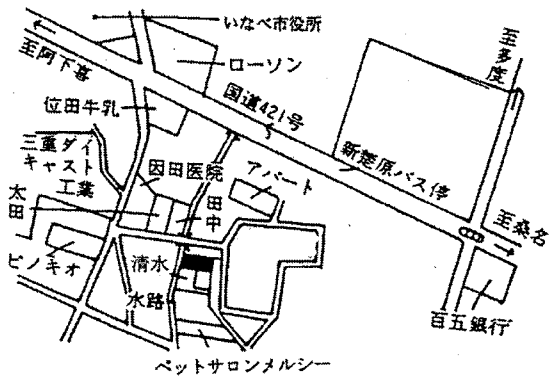 いなべ市役所
至阿下喜
ローソン
至多度
国道421号
位田牛乳
三重ダイ
キャスト
工業
因田医院
アパート
新楚原バス停
太田
田中
至桑名
ピノキオ
清水
水路
百五銀行
ペットサロンメルシー